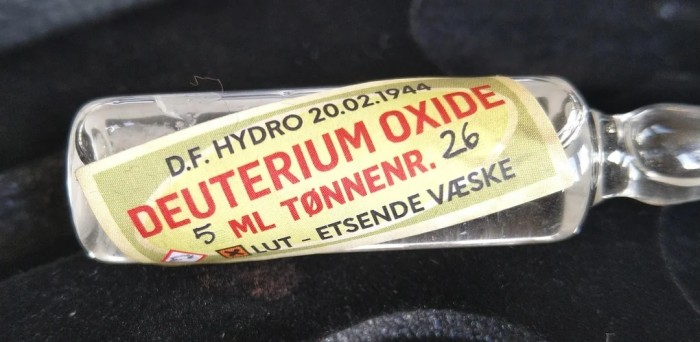 D.F. HYDRO 20.02.1944
DEUTERIUM OXIDE
5 ML TØNNENR. 26
LUT - ETSENDE VÆSKE